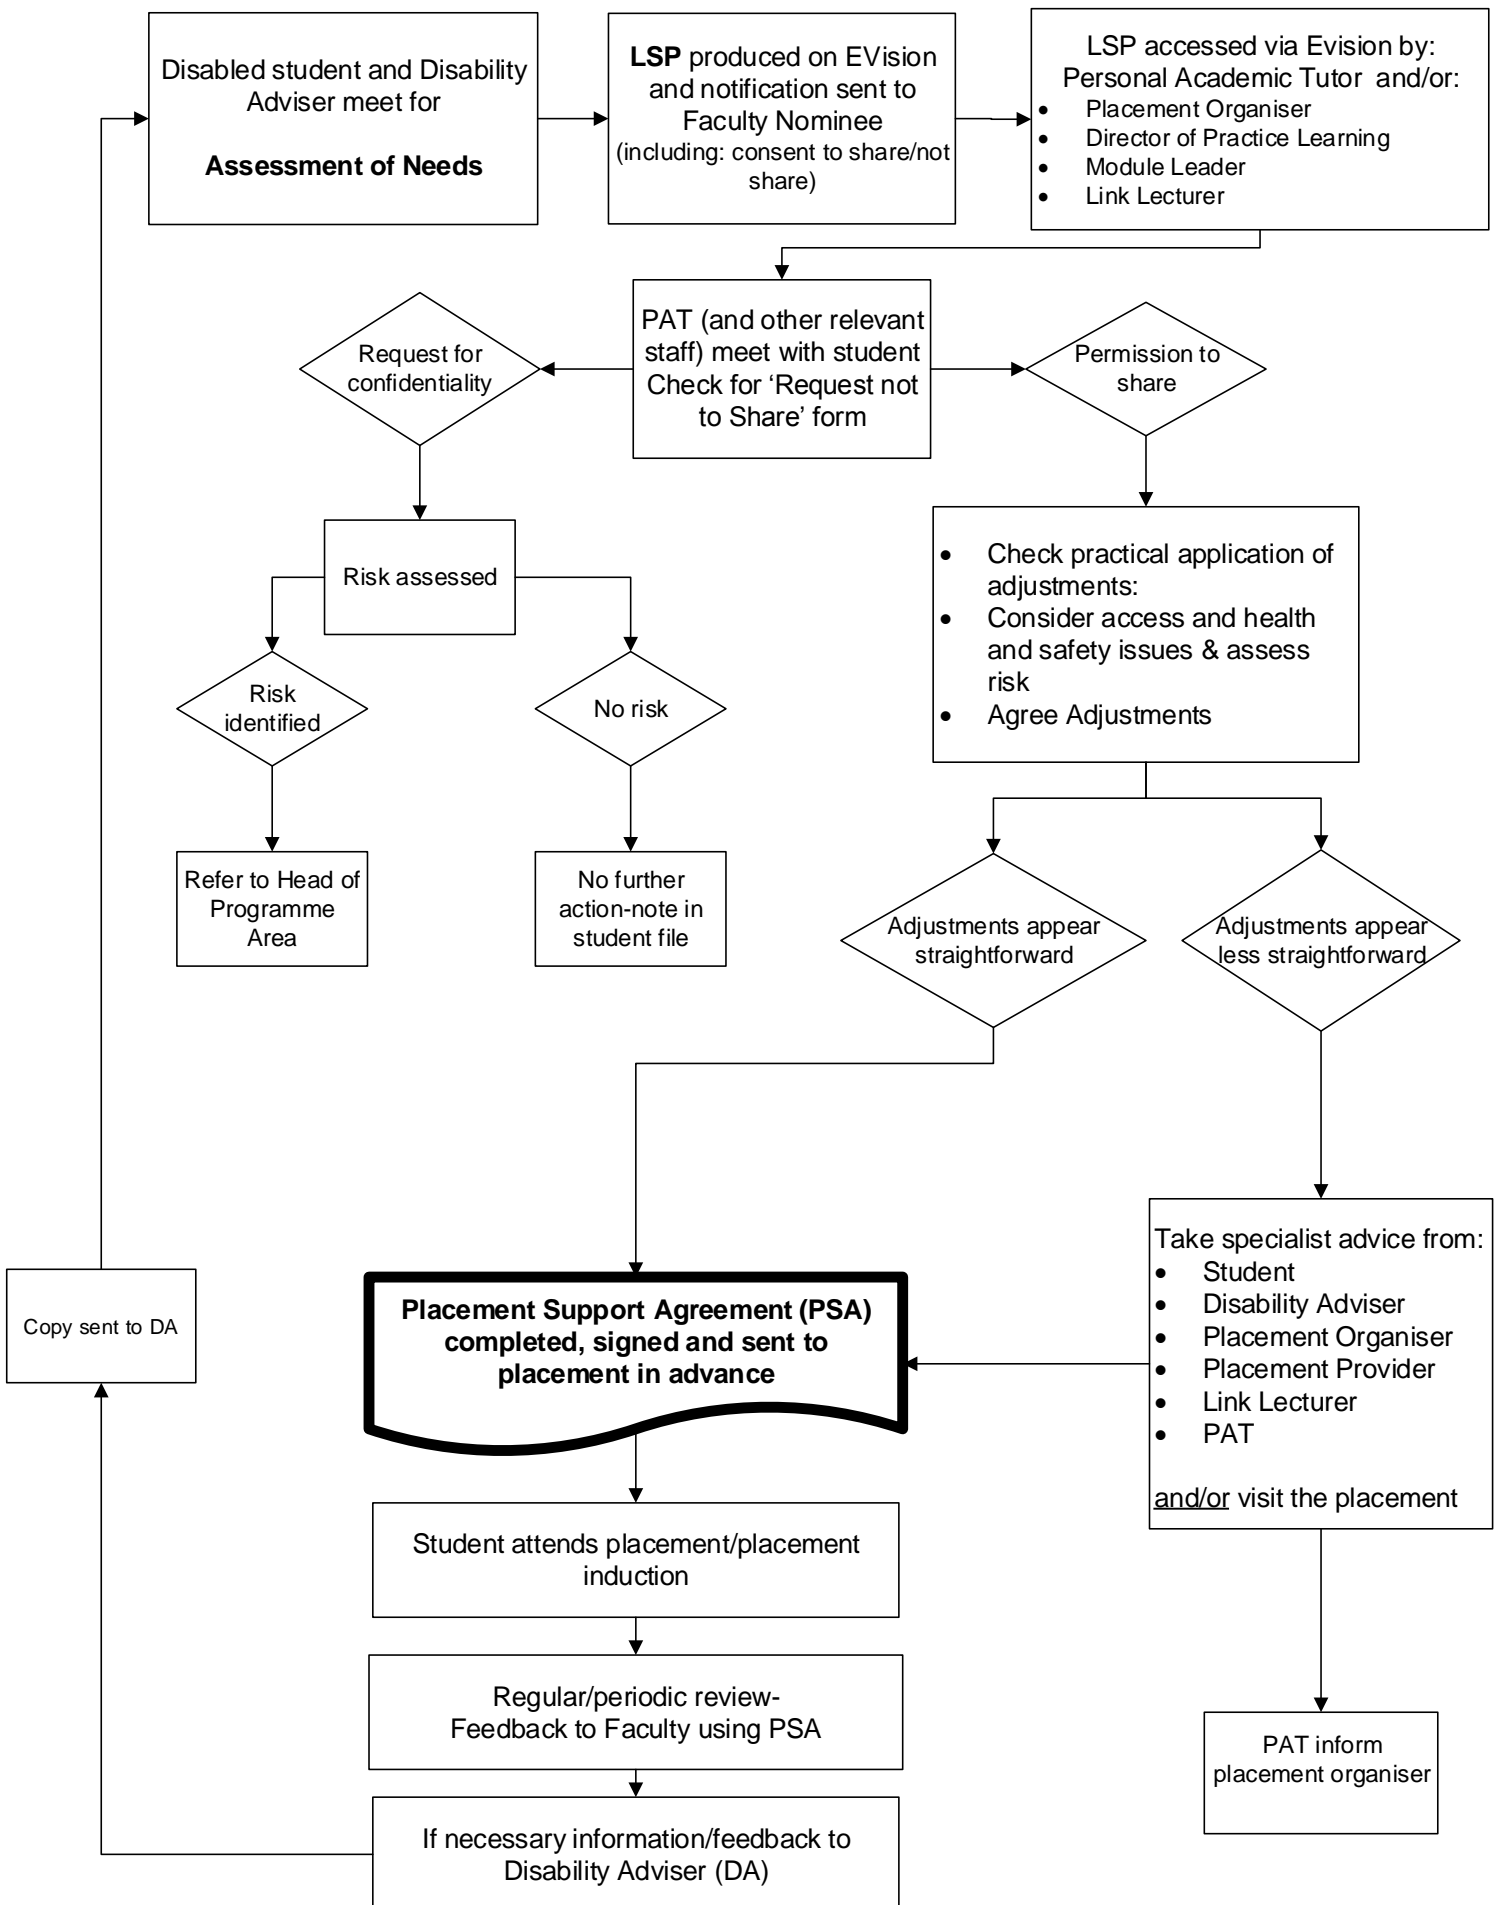 Disabled student and Disability
Adviser meet for
Assessment of Needs
LSP produced on EVision
and notification sent to
Faculty Nominee
(including: consent to share/not
share)
LSP accessed via Evision by:
Personal Academic Tutor and/or:
• Placement Organiser
• Director of Practice Learning
• Module Leader
• Link Lecturer
Request for
confidentiality
PAT (and other relevant
staff) meet with student
Check for ‘Request not
to Share’ form
Permission to
share
Risk assessed
• Check practical application of
adjustments:
• Consider access and health
and safety issues & assess
risk
• Agree Adjustments
Risk
identified
No risk
Refer to Head of
Programme
Area
No further
action-note in
student file
Adjustments appear
straightforward
Adjustments appear
less straightforward
Take specialist advice from:
• Student
• Disability Adviser
• Placement Organiser
• Placement Provider
• Link Lecturer
• PAT
and/or visit the placement
Copy sent to DA
Placement Support Agreement (PSA)
completed, signed and sent to
placement in advance
Student attends placement/placement
induction
Regular/periodic review-
Feedback to Faculty using PSA
PAT inform
placement organiser
If necessary information/feedback to
Disability Adviser (DA)